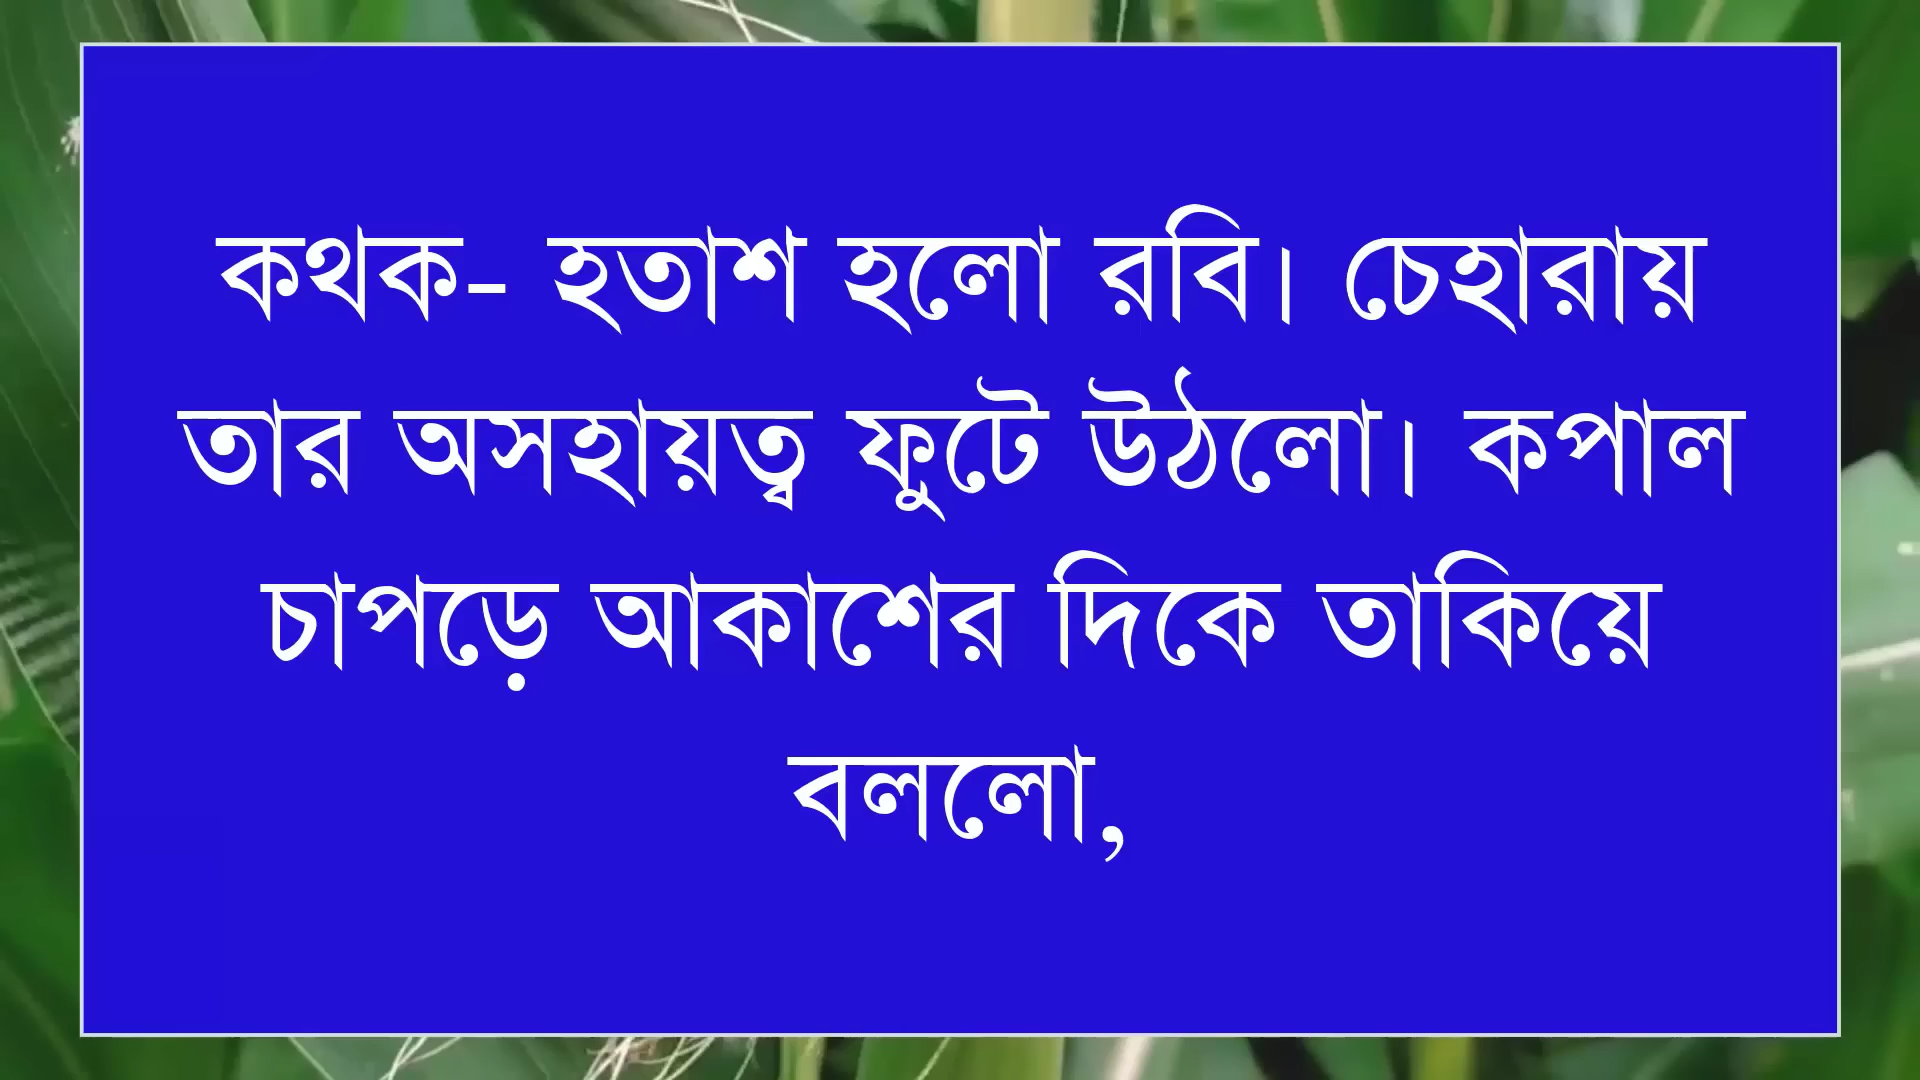 কথক- হতাশ হলো রবি। চেহারায়
তার অসহায়ত্ব ফুটে উঠলো। কপাল
চাপড়ে আকাশের দিকে তাকিয়ে
বললো,